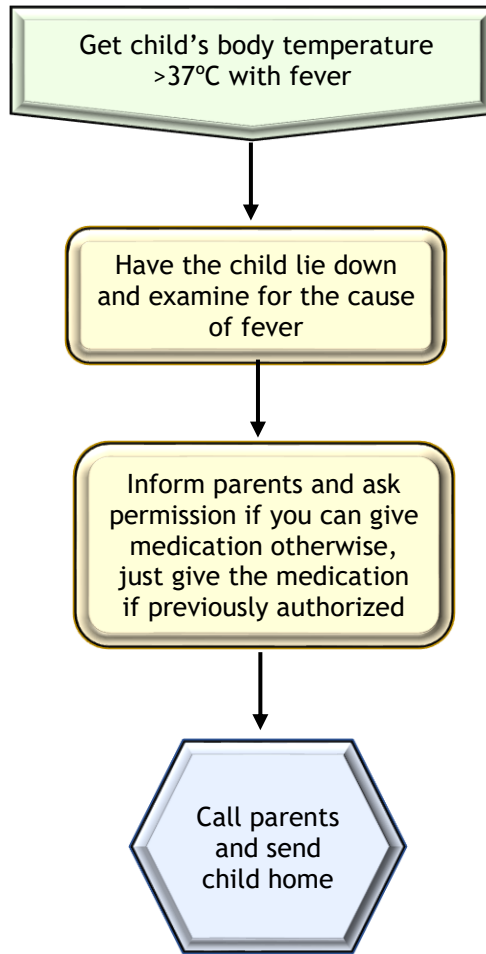 Get child’s body temperature
>37ºC with fever
Have the child lie down
and examine for the cause
of fever
Inform parents and ask
permission if you can give
medication otherwise,
just give the medication
if previously authorized
Call parents
and send
child home